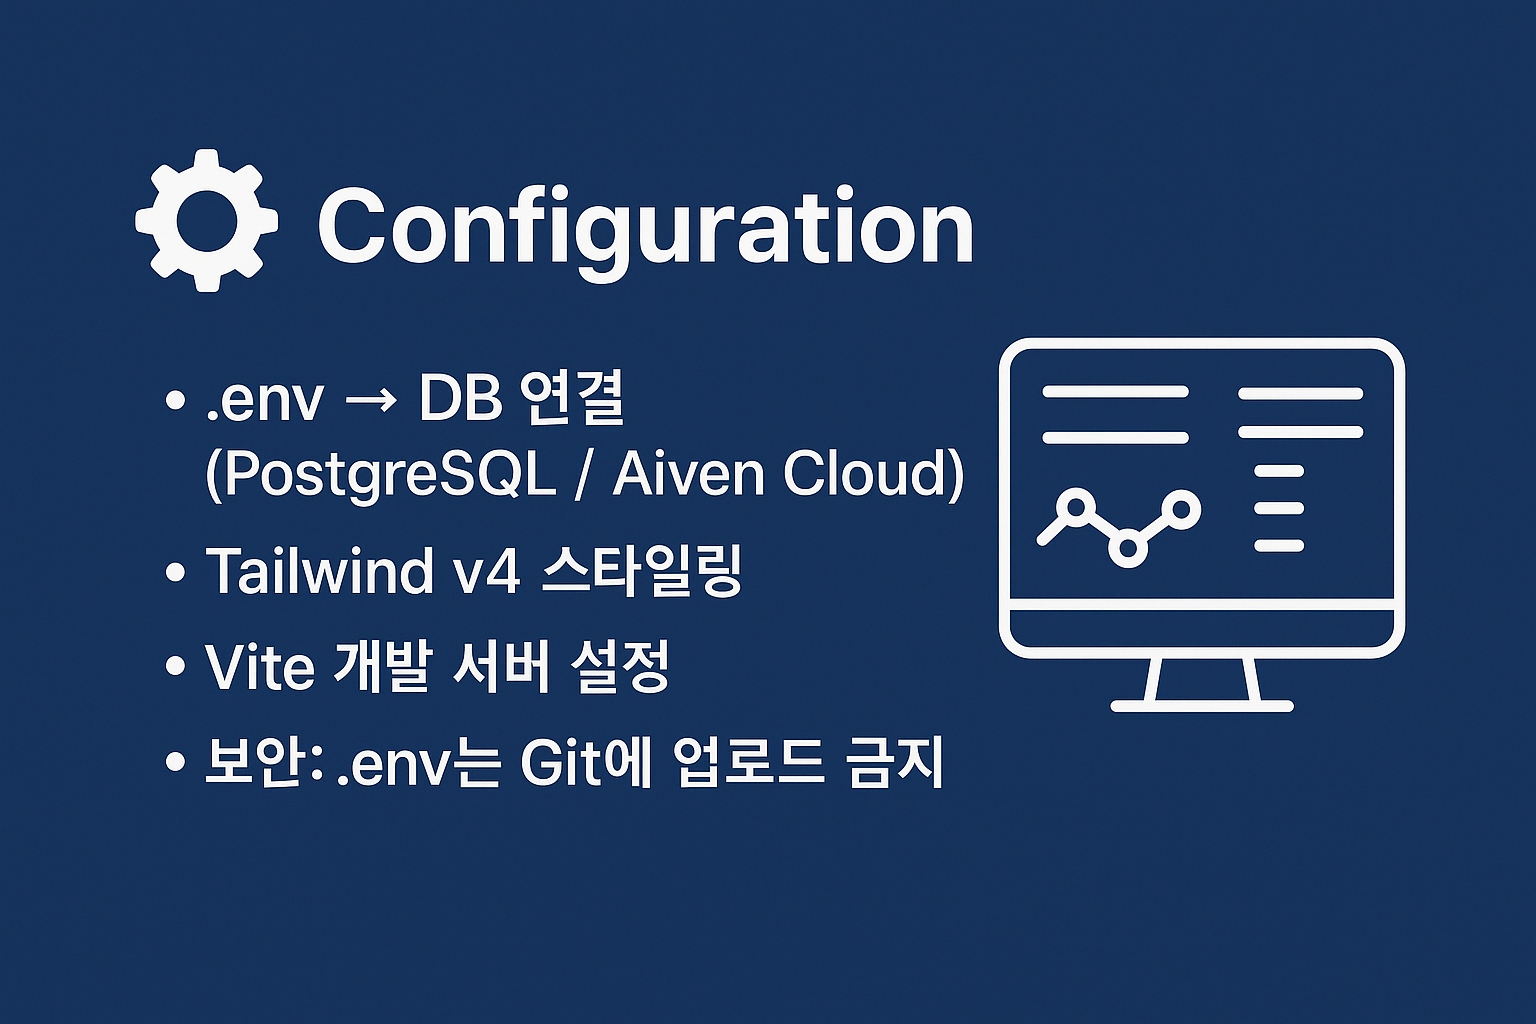 Configuration
• .env → DB 연결
(PostgreSQL / Aiven Cloud)
• Tailwind v4 스타일링
• Vite 개발 서버 설정
• 보안: .env는 Git에 업로드 금지